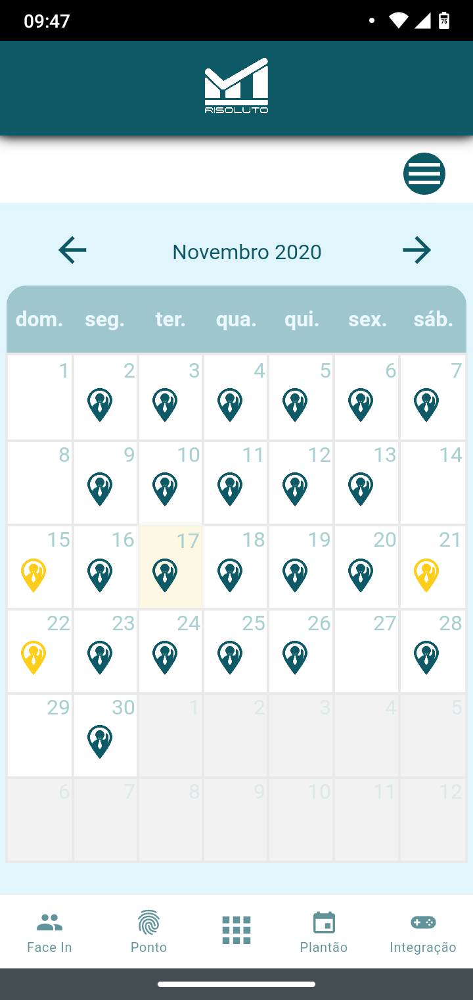 09:47
75
RISOLUTO
Novembro 2020
dom. seg. ter. qua. qui. sex. sáb.
1 2 3 4 5 6 7
8 9 10 11 12 13 14
15 16 17 18 19 20 21
22 23 24 25 26 27 28
29 30 1 2 3 4 5
6 7 8 9 10 11 12
Face In Ponto Plantão Integração